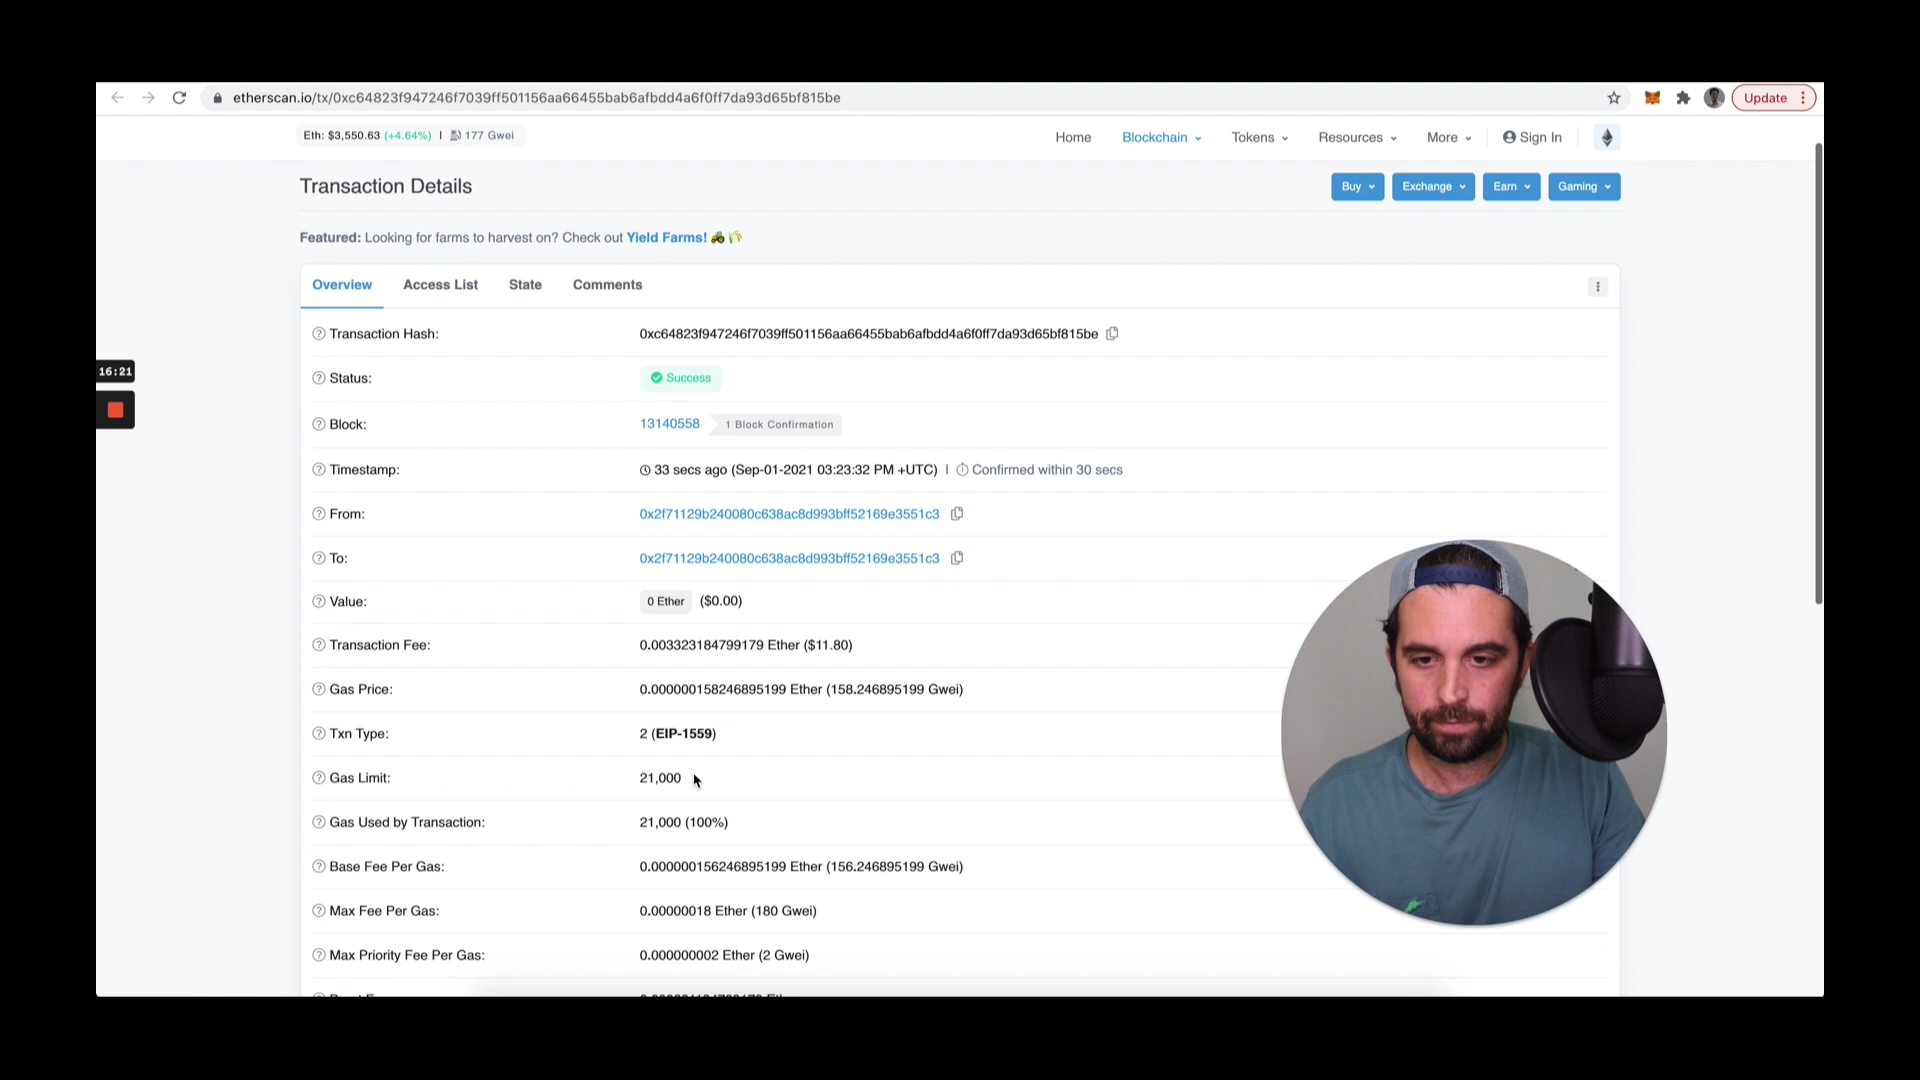 etherscan.io/tx/0xc64823f947246f7039ff501156aa66455bab6afbdd4a6f0ff7da93d65bf815be
Update
Eth: $3,550.63 (+4.64%) | 177 Gwei
Home Blockchain Tokens Resources More Sign In
Transaction Details
Buy Exchange Earn Gaming
Featured: Looking for farms to harvest on? Check out Yield Farms!
Overview Access List State Comments
Transaction Hash: 0xc64823f947246f7039ff501156aa66455bab6afbdd4a6f0ff7da93d65bf815be
16:21
Status: Success
Block: 13140558 1 Block Confirmation
Timestamp: 33 secs ago (Sep-01-2021 03:23:32 PM +UTC) | Confirmed within 30 secs
From: 0x2f71129b240080c638ac8d993bff52169e3551c3
To: 0x2f71129b240080c638ac8d993bff52169e3551c3
Value: 0 Ether ($0.00)
Transaction Fee: 0.003323184799179 Ether ($11.80)
Gas Price: 0.000000158246895199 Ether (158.246895199 Gwei)
Txn Type: 2 (EIP-1559)
Gas Limit: 21,000
Gas Used by Transaction: 21,000 (100%)
Base Fee Per Gas: 0.000000156246895199 Ether (156.246895199 Gwei)
Max Fee Per Gas: 0.00000018 Ether (180 Gwei)
Max Priority Fee Per Gas: 0.000000002 Ether (2 Gwei)